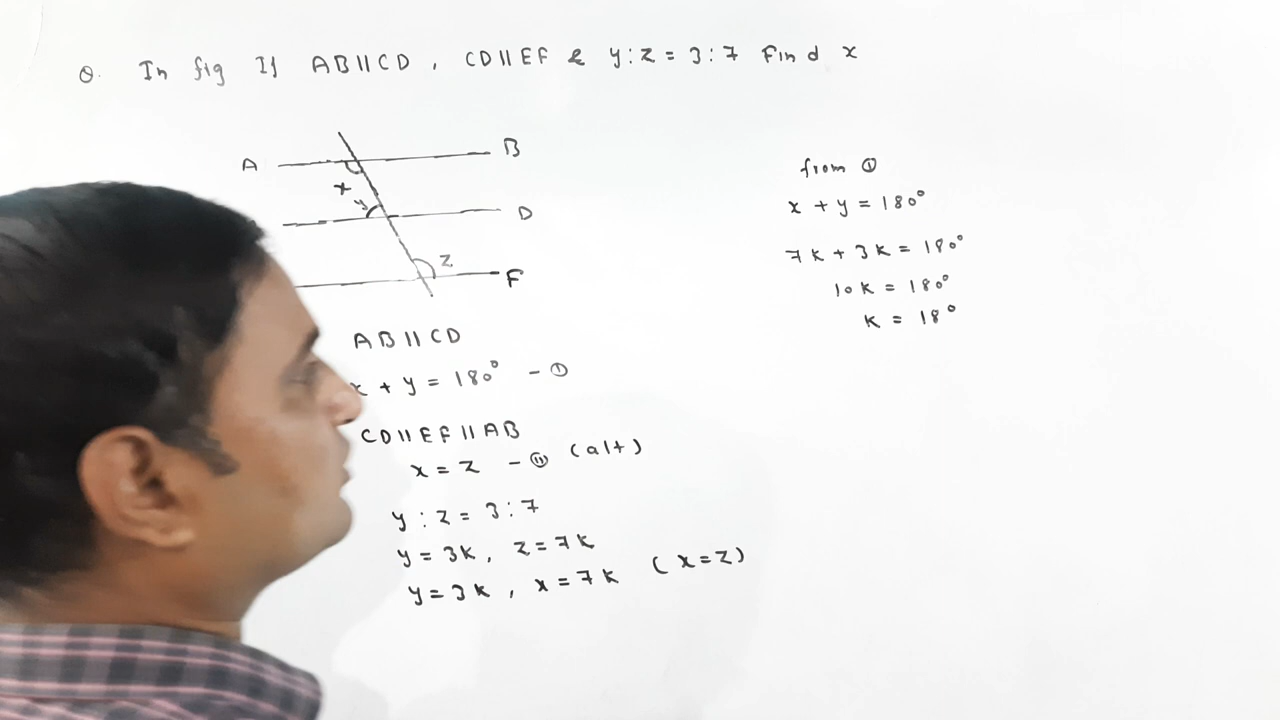 Q. In fig If AB||CD, CD||EF & y:z = 3:7 Find x
A B
x
y
D
z
F
AB||CD
x + y = 180° - ①
CD||EF||AB
x = z - ⑪ (alt)
y : z = 3:7
y = 3k, z = 7k
y = 3k, x = 7k (x=z)
from ①
x + y = 180°
7k + 3k = 180°
10k = 180°
k = 18°